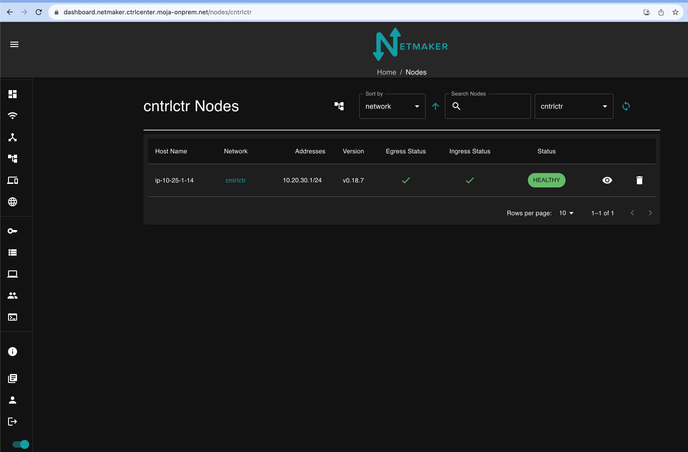 dashboard.netmaker.ctricenter.moja-onprem.net/nodes/cntrlctr
NETMAKER
Home / Nodes
cntrlctr Nodes
Sort by
network
Search Nodes
cntrlctr
Host Name Network Addresses Version Egress Status Ingress Status Status
ip-10-25-1-14 cntrlctr 10.20.30.1/24 v0.18.7 HEALTHY
Rows per page: 10 1–1 of 1